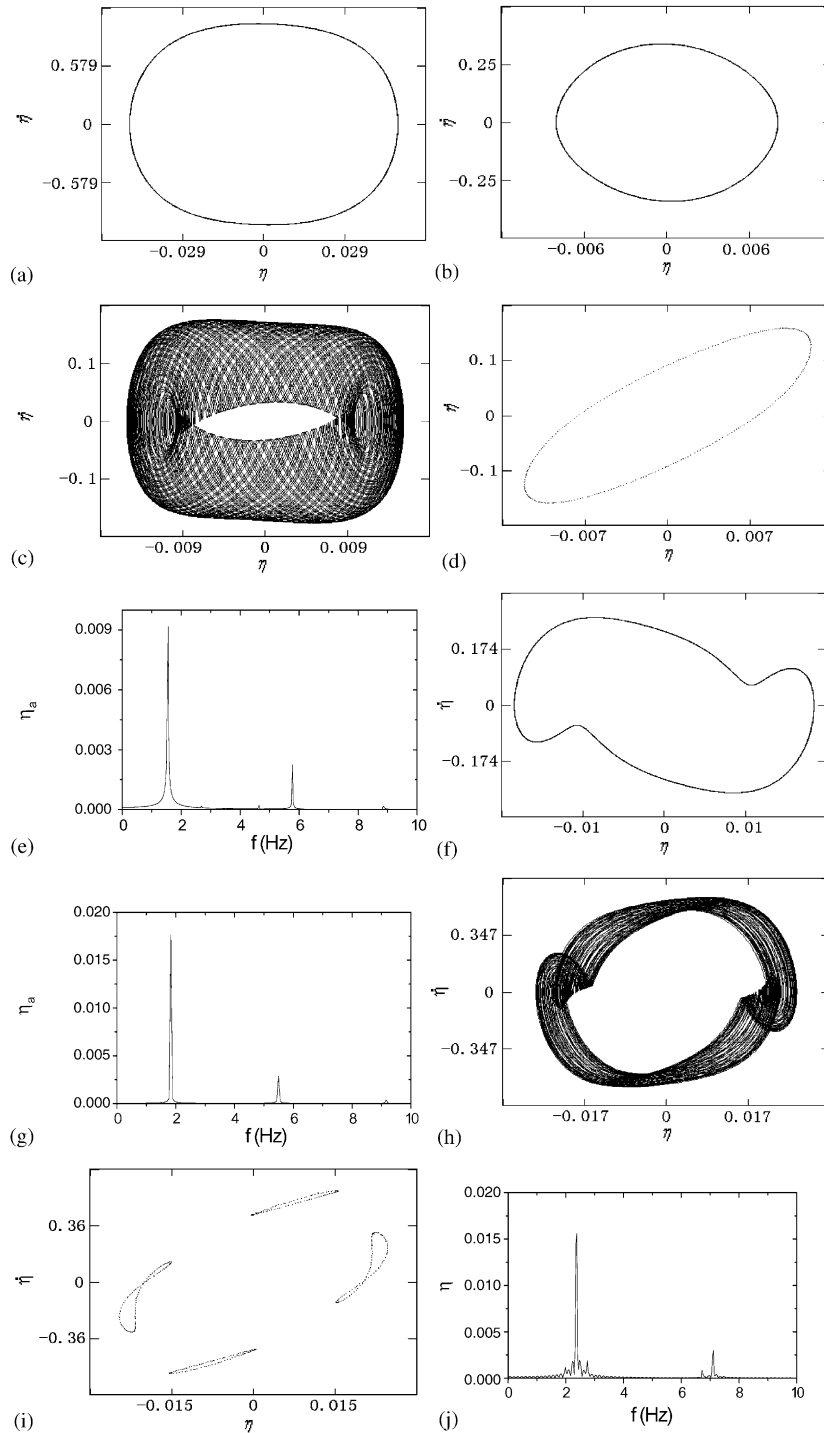 0.579
0
-0.579
η̇
-0.029 0 0.029
η
(a)
0.25
0
-0.25
η̇
-0.006 0 0.006
η
(b)
0.1
0
-0.1
η̇
-0.009 0 0.009
η
(c)
0.1
0
-0.1
η̇
-0.007 0 0.007
η
(d)
0.009
0.006
0.003
0.000
ηa
0 2 4 6 8 10
f (Hz)
(e)
0.174
0
-0.174
η̇
-0.01 0 0.01
η
(f)
0.020
0.015
0.010
0.005
0.000
ηa
0 2 4 6 8 10
f (Hz)
(g)
0.347
0
-0.347
η̇
-0.017 0 0.017
η
(h)
0.36
0
-0.36
η̇
-0.015 0 0.015
η
(i)
0.020
0.015
0.010
0.005
0.000
η
0 2 4 6 8 10
f (Hz)
(j)